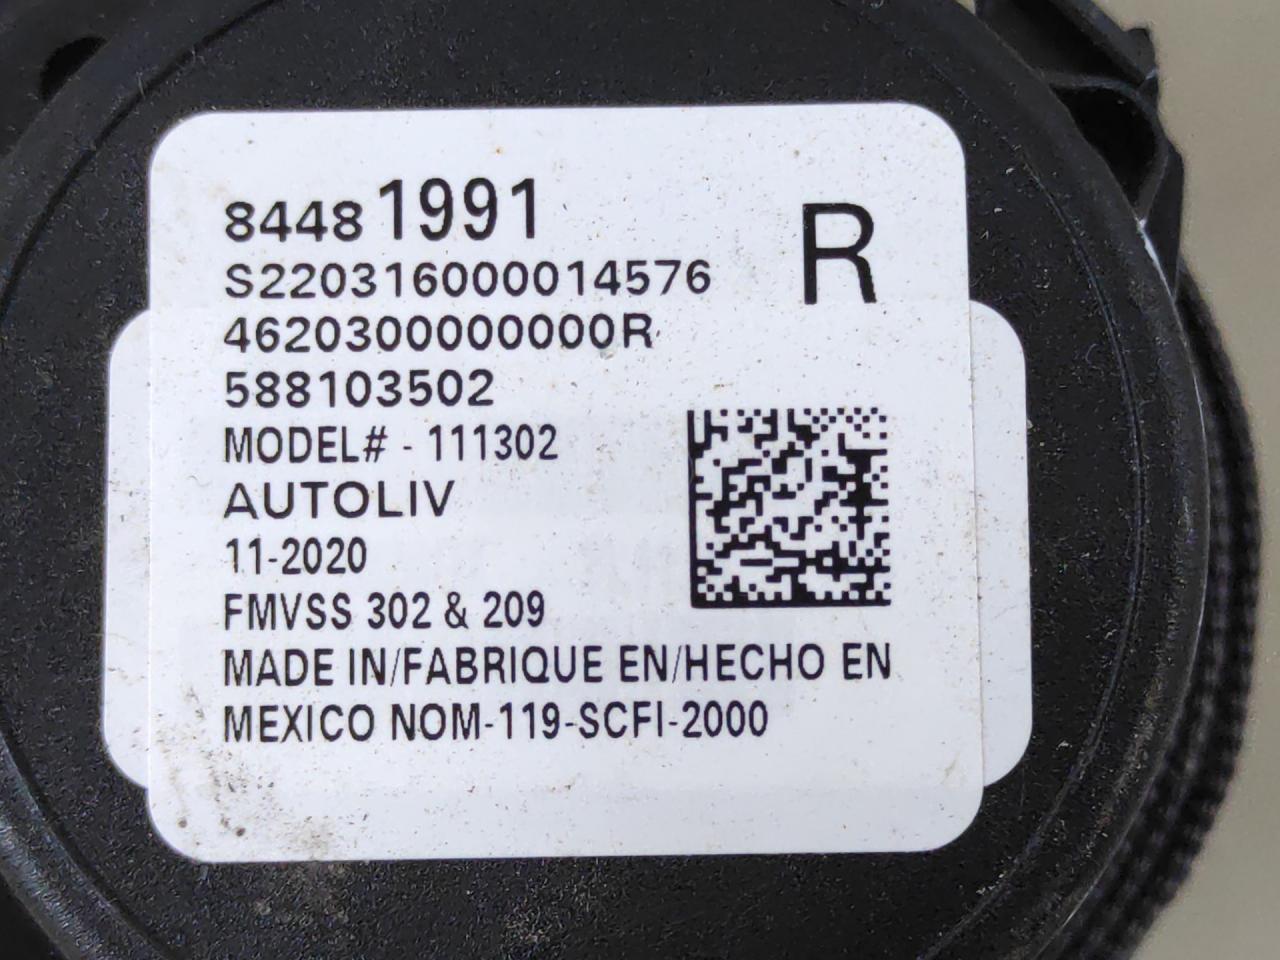 84481991
R
S220316000014576
4620300000000R
588103502
MODEL# - 111302
AUTOLIV
11-2020
FMVSS 302 & 209
MADE IN/FABRIQUE EN/HECHO EN
MEXICO NOM-119-SCFI-2000